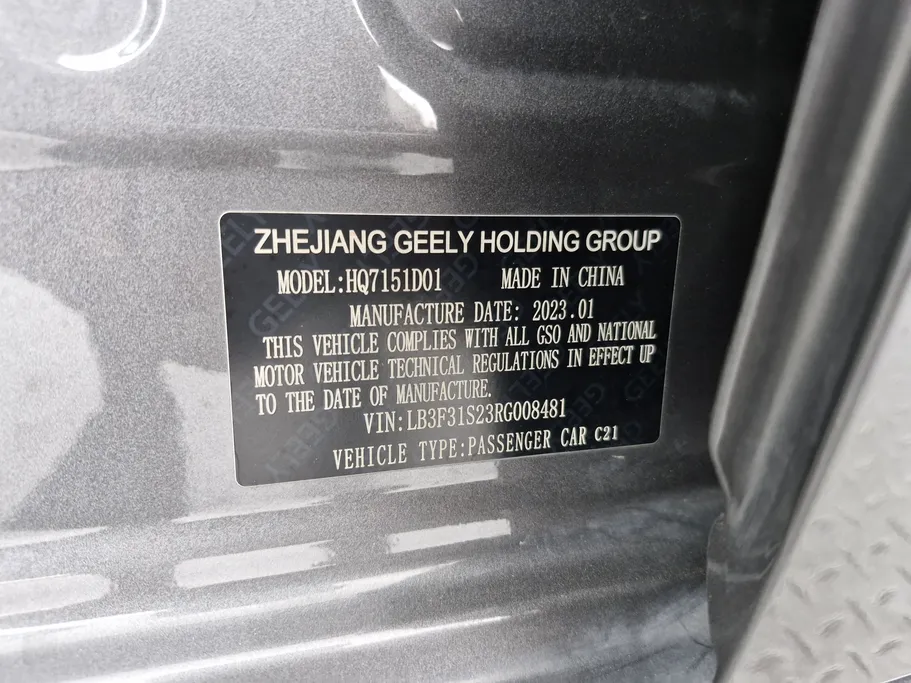 ZHEJIANG GEELY HOLDING GROUP
MODEL:HQ7151D01 MADE IN CHINA
MANUFACTURE DATE: 2023.01
THIS VEHICLE COMPLIES WITH ALL GSO AND NATIONAL
MOTOR VEHICLE TECHNICAL REGULATIONS IN EFFECT UP
TO THE DATE OF MANUFACTURE.
VIN:LB3F31S23RG008481
VEHICLE TYPE:PASSENGER CAR C21